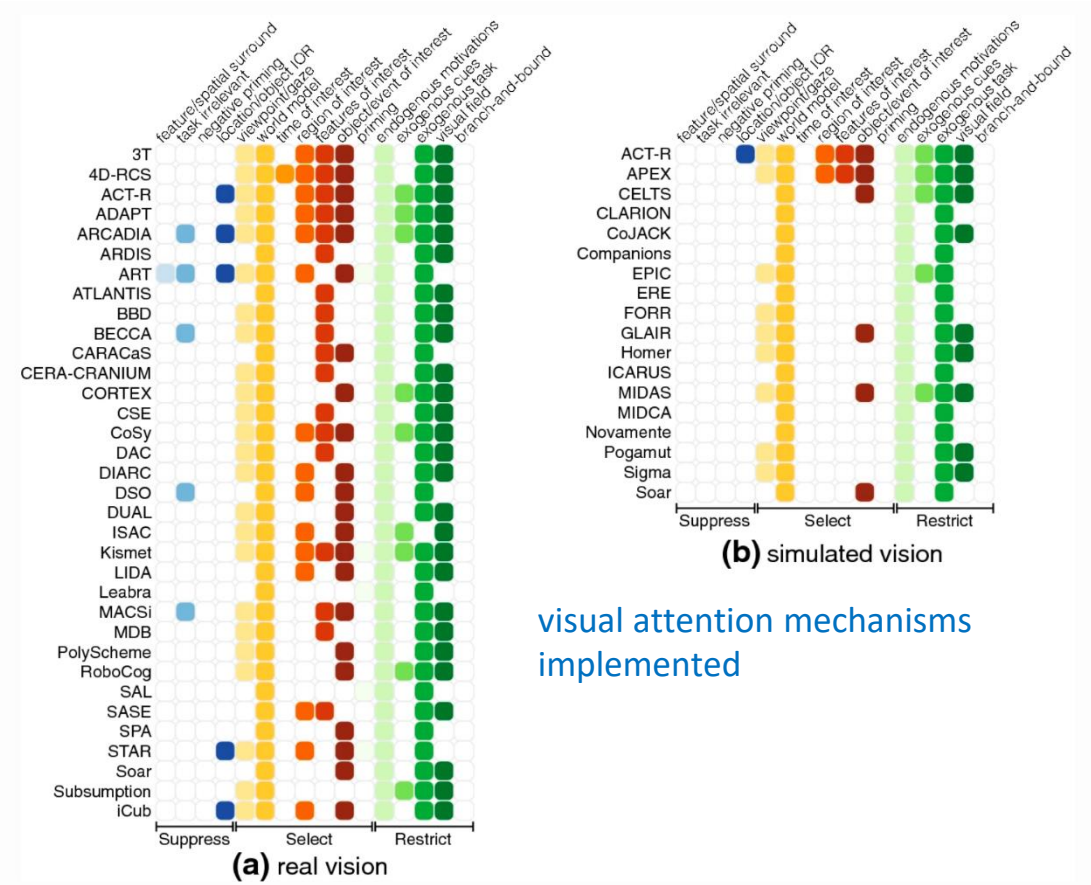 feature/spatial surround
task irrelevant
negative priming
location/object IOR
viewpoint/gaze
world model
time of interest
region of interest
features of interest
object/event of interest
priming
endogenous motivations
exogenous cues
exogenous task
visual field
branch-and-bound
3T
4D-RCS
ACT-R
ADAPT
ARCADIA
ARDIS
ART
ATLANTIS
BBD
BECCA
CARACaS
CERA-CRANIUM
CORTEX
CSE
CoSy
DAC
DIARC
DSO
DUAL
ISAC
Kismet
LIDA
Leabra
MACSi
MDB
PolyScheme
RoboCog
SAL
SASE
SPA
STAR
Soar
Subsumption
iCub
Suppress Select Restrict
(a) real vision
feature/spatial surround
task irrelevant
negative priming
location/object IOR
viewpoint/gaze
world model
time of interest
region of interest
features of interest
object/event of interest
priming
endogenous motivations
exogenous cues
exogenous task
visual field
branch-and-bound
ACT-R
APEX
CELTS
CLARION
CoJACK
Companions
EPIC
ERE
FORR
GLAIR
Homer
ICARUS
MIDAS
MIDCA
Novamente
Pogamut
Sigma
Soar
Suppress Select Restrict
(b) simulated vision
visual attention mechanisms
implemented